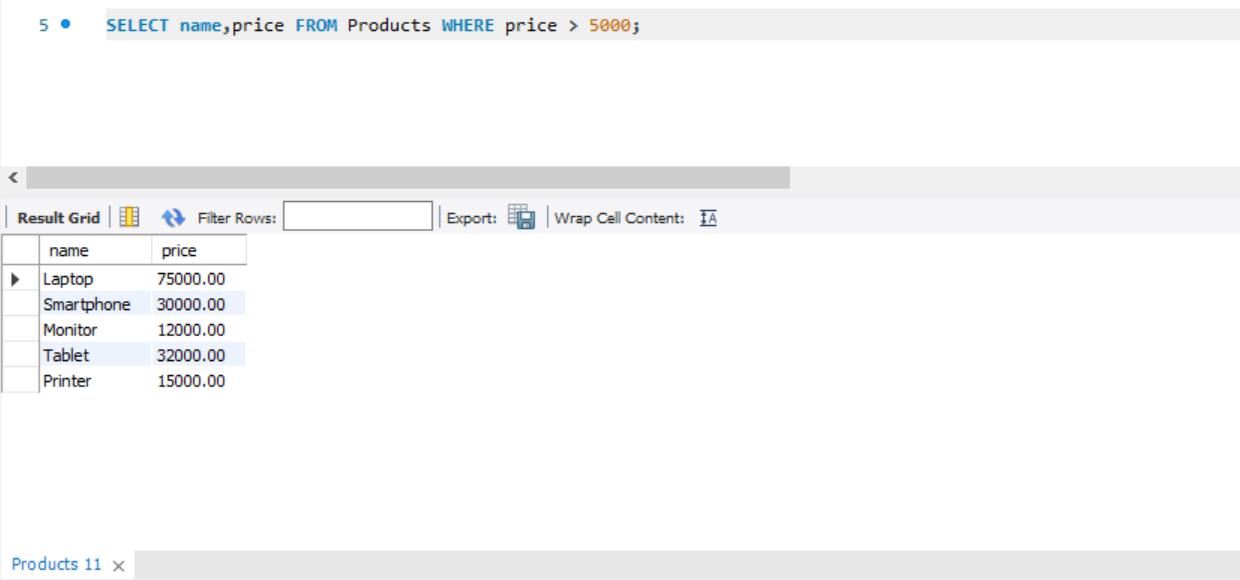 5 SELECT name,price FROM Products WHERE price > 5000;
Result Grid Filter Rows: Export: Wrap Cell Content: IA
name price
Laptop 75000.00
Smartphone 30000.00
Monitor 12000.00
Tablet 32000.00
Printer 15000.00
Products 11 ×